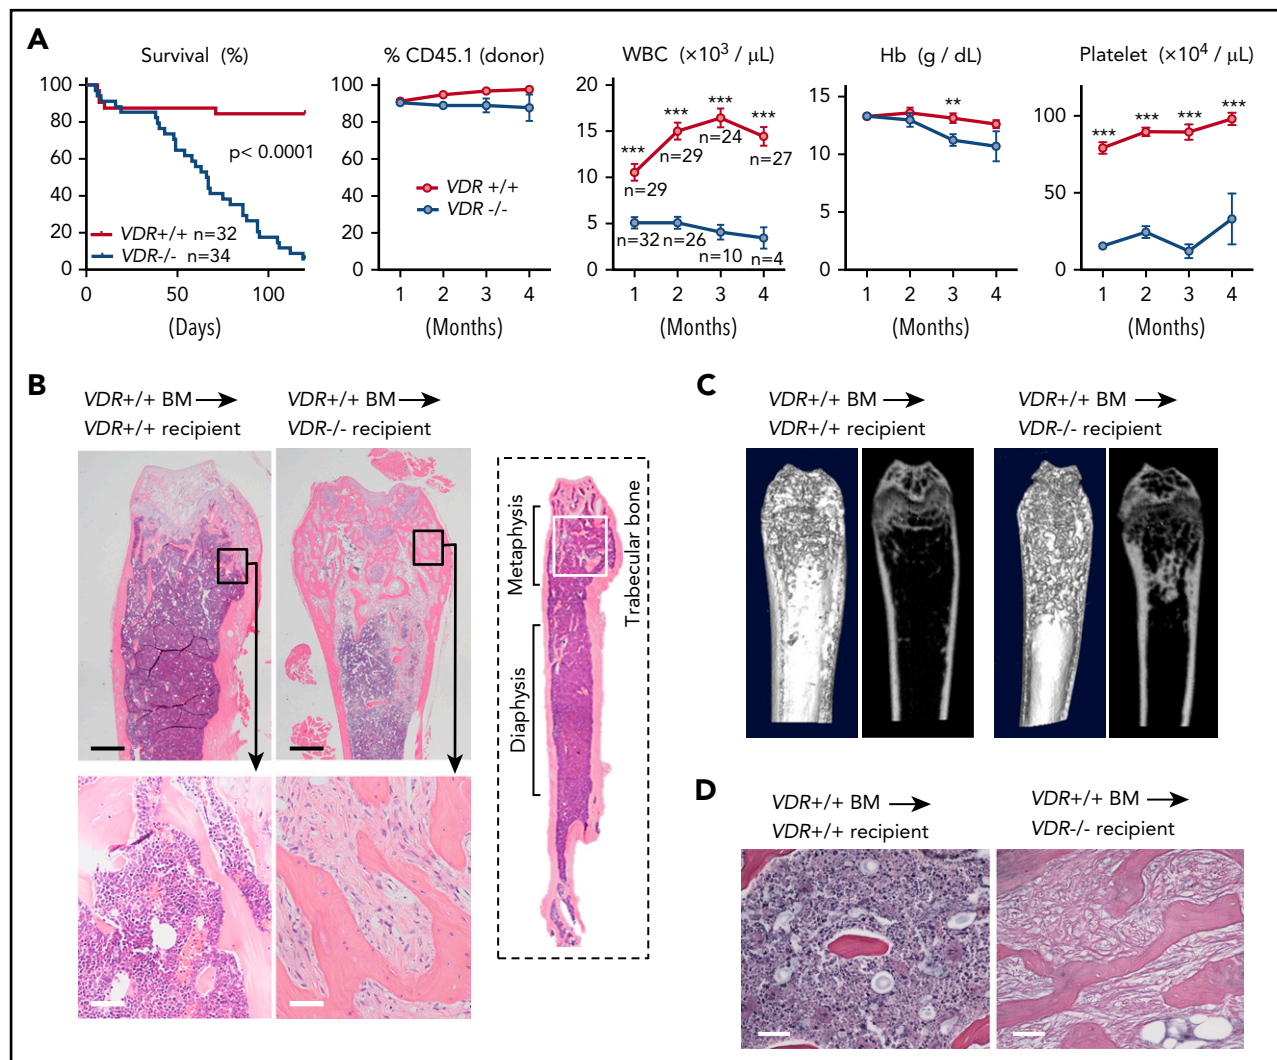 A
Survival (%)
100
80
60
40
20
0
p< 0.0001
VDR+/+ n=32
VDR-/- n=34
0 50 100
(Days)
% CD45.1 (donor)
100
80
60
40
20
0
VDR +/+
VDR -/-
1 2 3 4
(Months)
WBC (×10³ / μL)
20
15
10
5
0
***
***
***
***
n=29
n=29
n=24
n=27
n=32 n=26
n=10 n=4
1 2 3 4
(Months)
Hb (g / dL)
15
10
5
0
**
1 2 3 4
(Months)
Platelet (×10⁴ / μL)
100
50
0
***
***
***
***
1 2 3 4
(Months)
B
VDR+/+ BM
VDR+/+ recipient
VDR+/+ BM
VDR-/- recipient
Metaphysis
Diaphysis
Trabecular bone
C
VDR+/+ BM
VDR+/+ recipient
VDR+/+ BM
VDR-/- recipient
D
VDR+/+ BM
VDR+/+ recipient
VDR+/+ BM
VDR-/- recipient